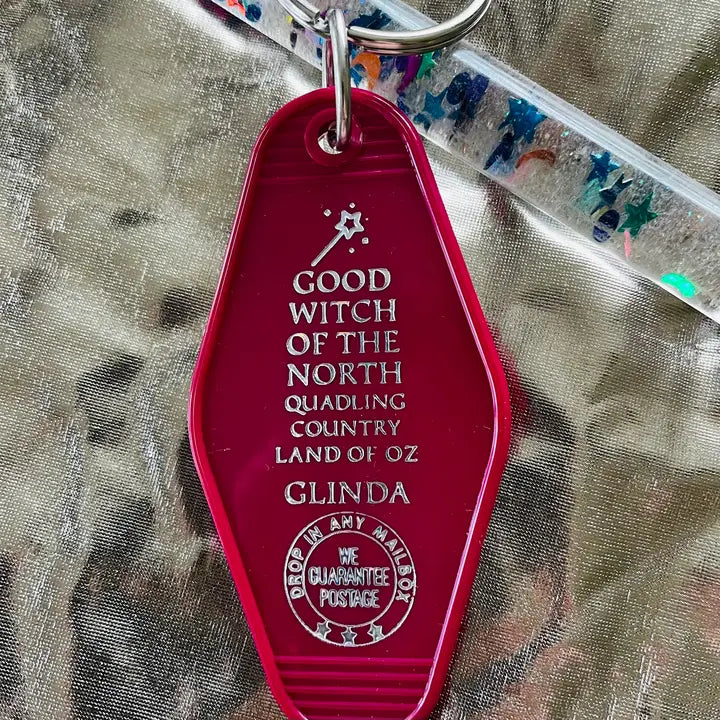 GOOD
WITCH
OF THE
NORTH
QUADLING
COUNTRY
LAND OF OZ
GLINDA
DROP IN ANY MAILBOX
WE
GUARANTEE
POSTAGE